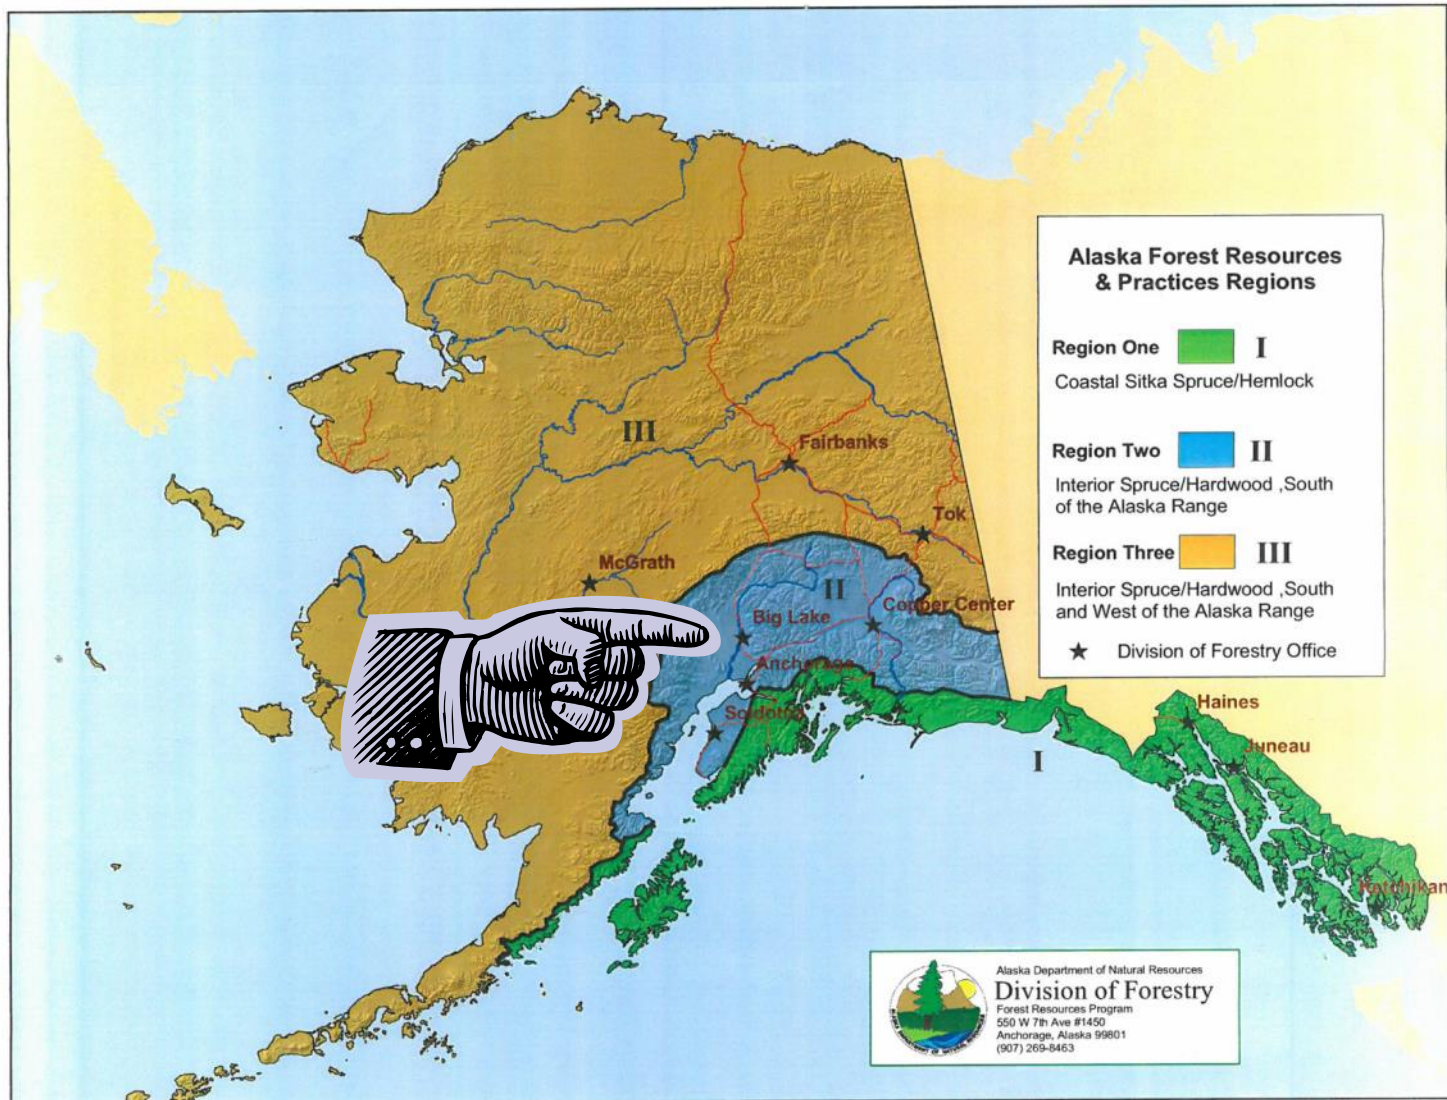 Alaska Forest Resources
& Practices Regions
Region One I
Coastal Sitka Spruce/Hemlock
Region Two II
Interior Spruce/Hardwood ,South
of the Alaska Range
Region Three III
Interior Spruce/Hardwood ,South
and West of the Alaska Range
★ Division of Forestry Office
III
Fairbanks
Tok
McGrath
II
Copper Center
Big Lake
Anchorage
Soldotna
I
Haines
Juneau
Ketchikan
Alaska Department of Natural Resources
Division of Forestry
Forest Resources Program
550 W 7th Ave #1450
Anchorage, Alaska 99801
(907) 269-8463